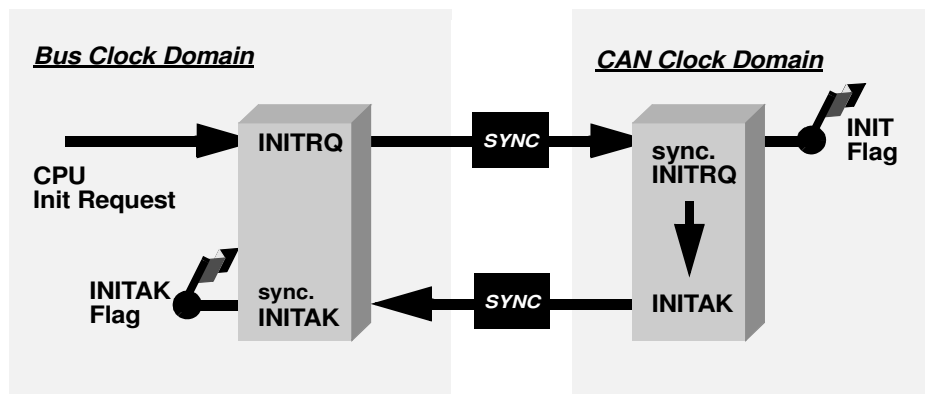 Bus Clock Domain
CAN Clock Domain
CPU
Init Request
INITRQ
SYNC
sync.
INITRQ
INIT
Flag
INITAK
Flag
sync.
INITAK
SYNC
INITAK